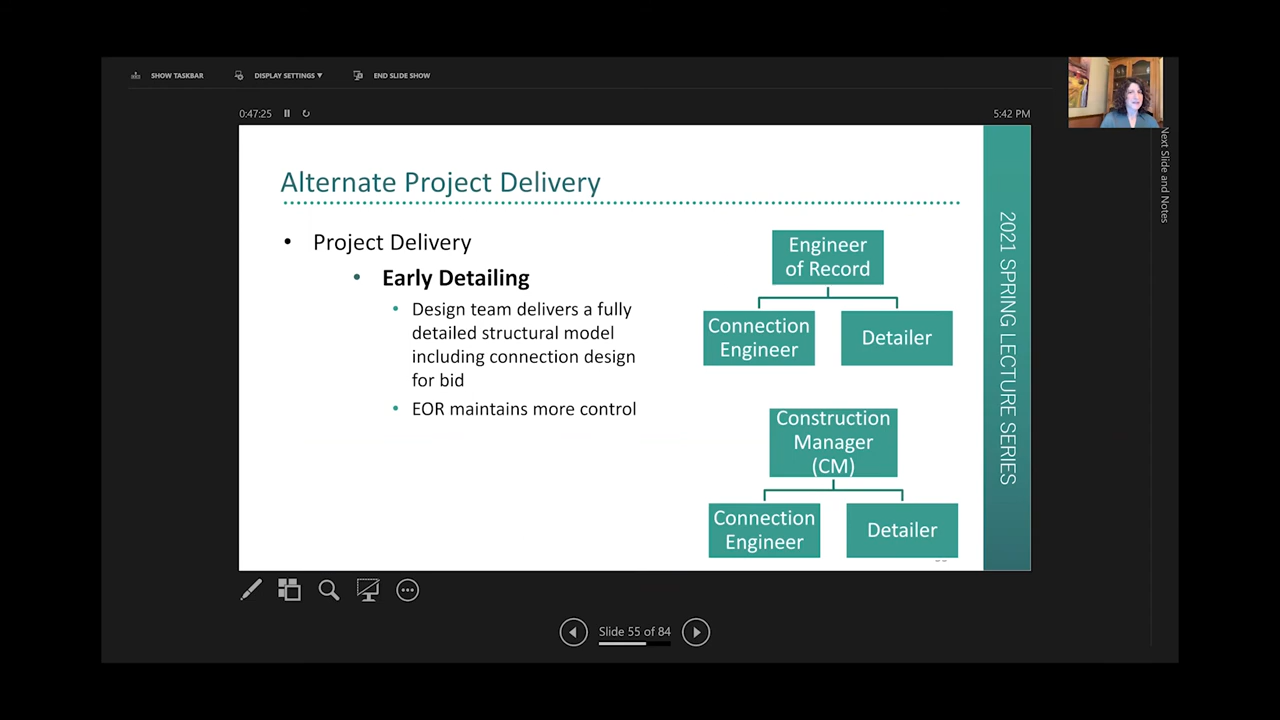 SHOW TASKBAR
DISPLAY SETTINGS ▼
END SLIDE SHOW
0:47:25
5:42 PM
Next Slide and Notes
Alternate Project Delivery
• Project Delivery
• Early Detailing
• Design team delivers a fully
detailed structural model
including connection design
for bid
• EOR maintains more control
Engineer
of Record
Connection
Engineer
Detailer
Construction
Manager
(CM)
Connection
Engineer
Detailer
2021 SPRING LECTURE SERIES
Slide 55 of 84